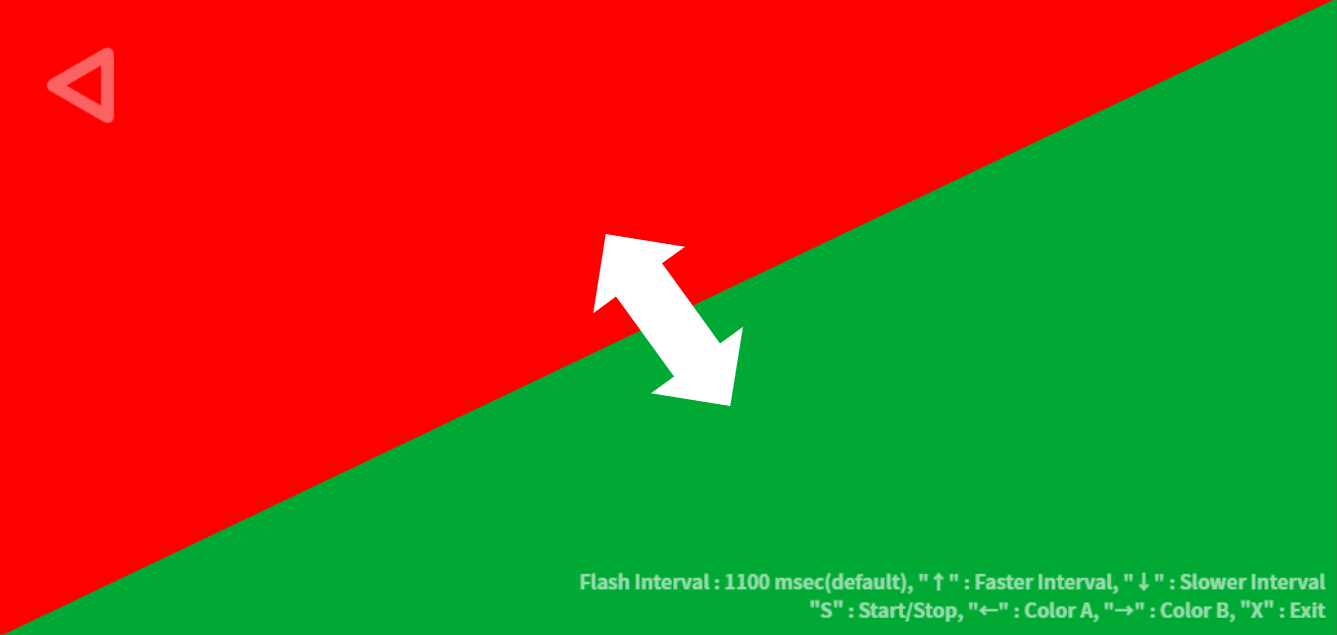 Flash Interval : 1100 msec(default), "↑" : Faster Interval, "↓" : Slower Interval
"S" : Start/Stop, "←" : Color A, "→" : Color B, "X" : Exit